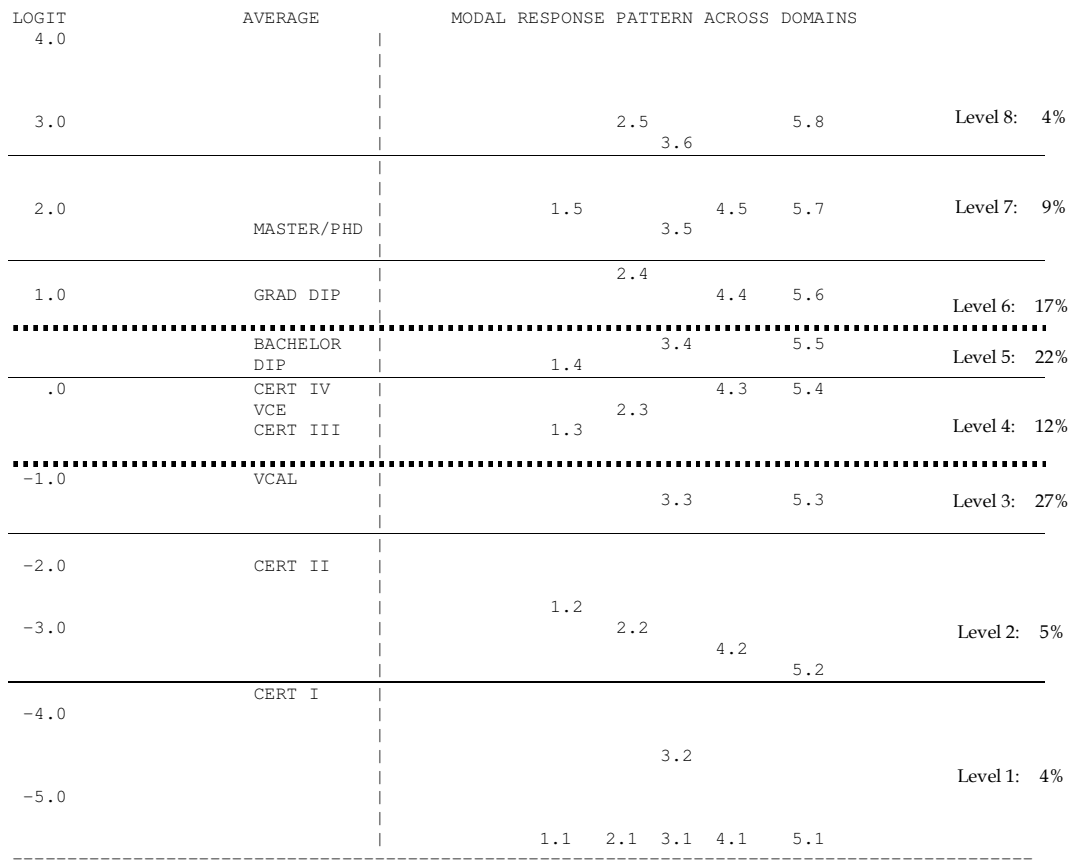 LOGIT AVERAGE MODAL RESPONSE PATTERN ACROSS DOMAINS
4.0 |
|
|
|
3.0 | 2.5 5.8 Level 8: 4%
| 3.6
|
|
2.0 | 1.5 4.5 5.7 Level 7: 9%
MASTER/PHD | 3.5
|
| 2.4
1.0 GRAD DIP | 4.4 5.6
| Level 6: 17%
BACHELOR | 3.4 5.5
DIP | 1.4 Level 5: 22%
.0 CERT IV | 4.3 5.4
VCE | 2.3
CERT III | 1.3 Level 4: 12%
|
-1.0 VCAL |
| 3.3 5.3 Level 3: 27%
|
|
-2.0 CERT II |
|
| 1.2
-3.0 | 2.2 Level 2: 5%
| 4.2
| 5.2
CERT I |
-4.0 |
|
| 3.2
| Level 1: 4%
-5.0 |
|
| 1.1 2.1 3.1 4.1 5.1